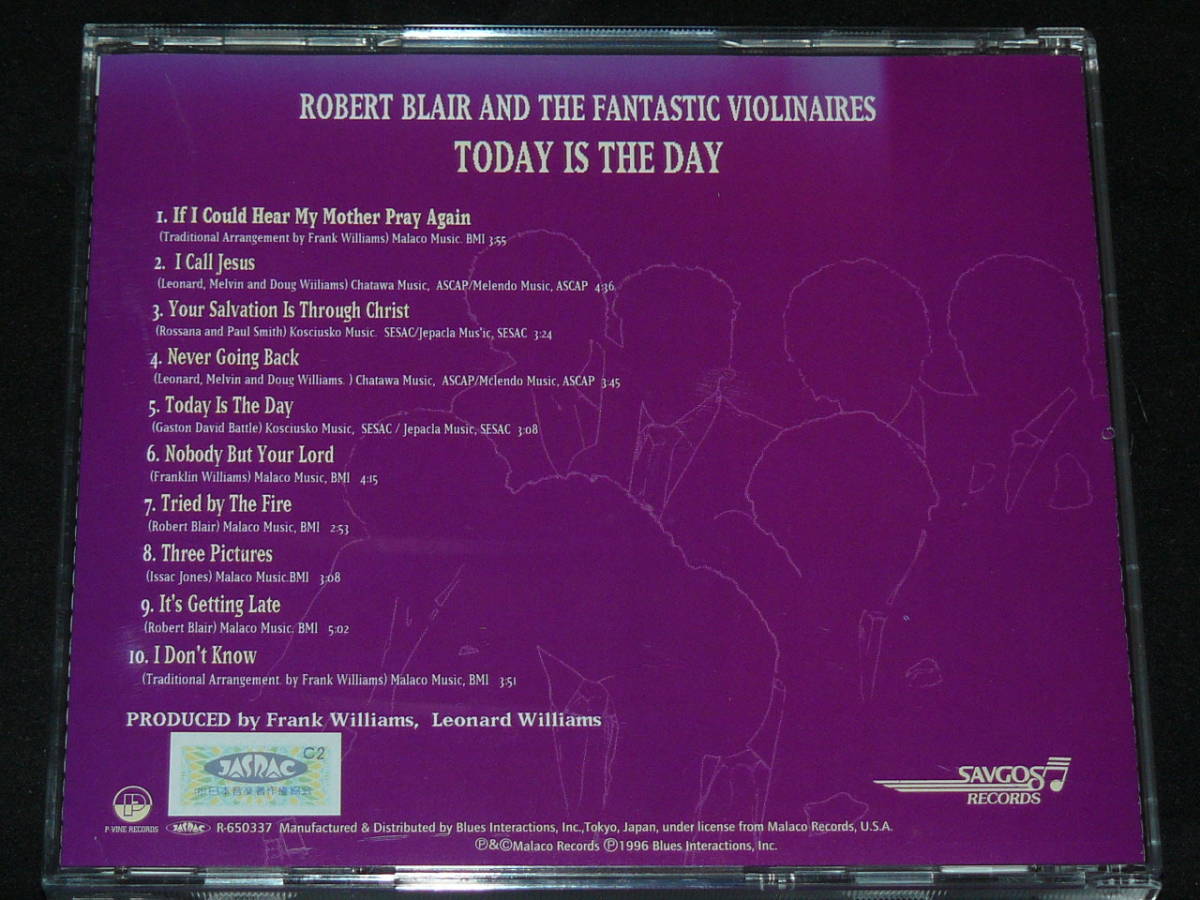 ROBERT BLAIR AND THE FANTASTIC VIOLINAIRES
TODAY IS THE DAY
1. If I Could Hear My Mother Pray Again
(Traditional Arrangement by Frank Williams) Malaco Music. BMI 3:55
2. I Call Jesus
(Leonard, Melvin and Doug Williams) Chatawa Music, ASCAP/Melendo Music, ASCAP 4:36
3. Your Salvation Is Through Christ
(Rossana and Paul Smith) Kosciusko Music. SESAC/Jepacla Mus'ic, SESAC 3:24
4. Never Going Back
(Leonard, Melvin and Doug Williams. ) Chatawa Music, ASCAP/Mclendo Music, ASCAP 3:45
5. Today Is The Day
(Gaston David Battle) Kosciusko Music, SESAC / Jepacla Music, SESAC 3:08
6. Nobody But Your Lord
(Franklin Williams) Malaco Music, BMI 4:15
7. Tried by The Fire
(Robert Blair) Malaco Music, BMI 2:53
8. Three Pictures
(Issac Jones) Malaco Music.BMI 3:08
9. It's Getting Late
(Robert Blair) Malaco Music. BMI 5:02
10. I Don't Know
(Traditional Arrangement. by Frank Williams) Malaco Music, BMI 3:51
PRODUCED by Frank Williams, Leonard Williams
C2
JASRAC
日本音楽著作権協会
SAVGOS
RECORDS
P
P-VINE RECORDS
JASRAC
R-650337 Manufactured & Distributed by Blues Interactions, Inc.,Tokyo, Japan, under license from Malaco Records, U.S.A.
℗&©Malaco Records ℗1996 Blues Interactions, Inc.